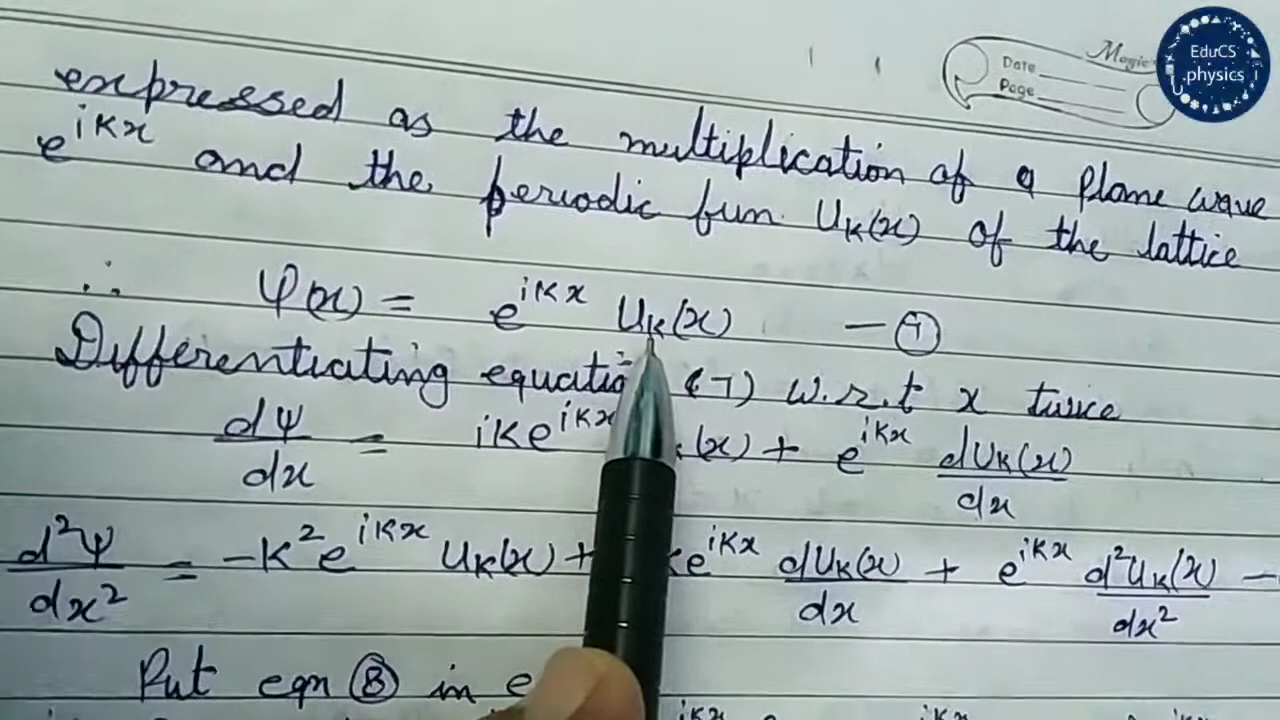 Magic
Date
Page
EduCS
physics
expressed as the multiplication of a plane wave
e^{ikx} and the periodic fun. U_k(x) of the lattice
∴ Ψ(x) = e^{ikx} U_k(x) — ⑦
Differentiating equation (7) w.r.t x twice
dΨ/dx = ike^{ikx} (x) + e^{ikx} dU_k(x)/dx
d²Ψ/dx² = -k²e^{ikx} U_k(x) + e^{ikx} dU_k(x)/dx + e^{ikx} d²U_k(x)/dx² –
Put eqn ⑧ in e